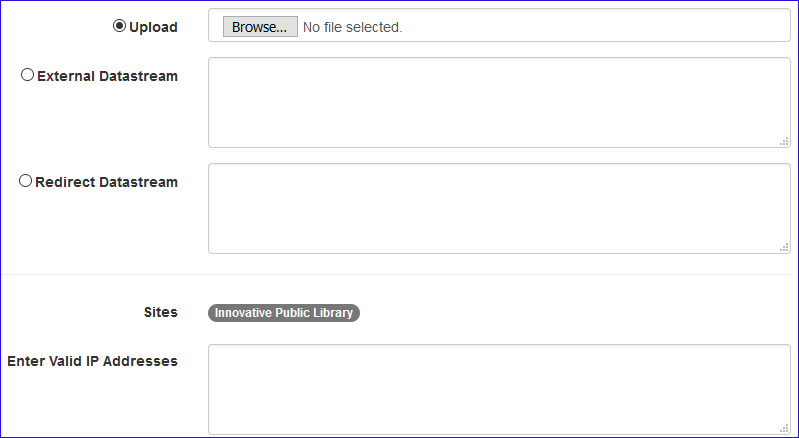 Upload Browse... No file selected.
External Datastream
Redirect Datastream
Sites Innovative Public Library
Enter Valid IP Addresses